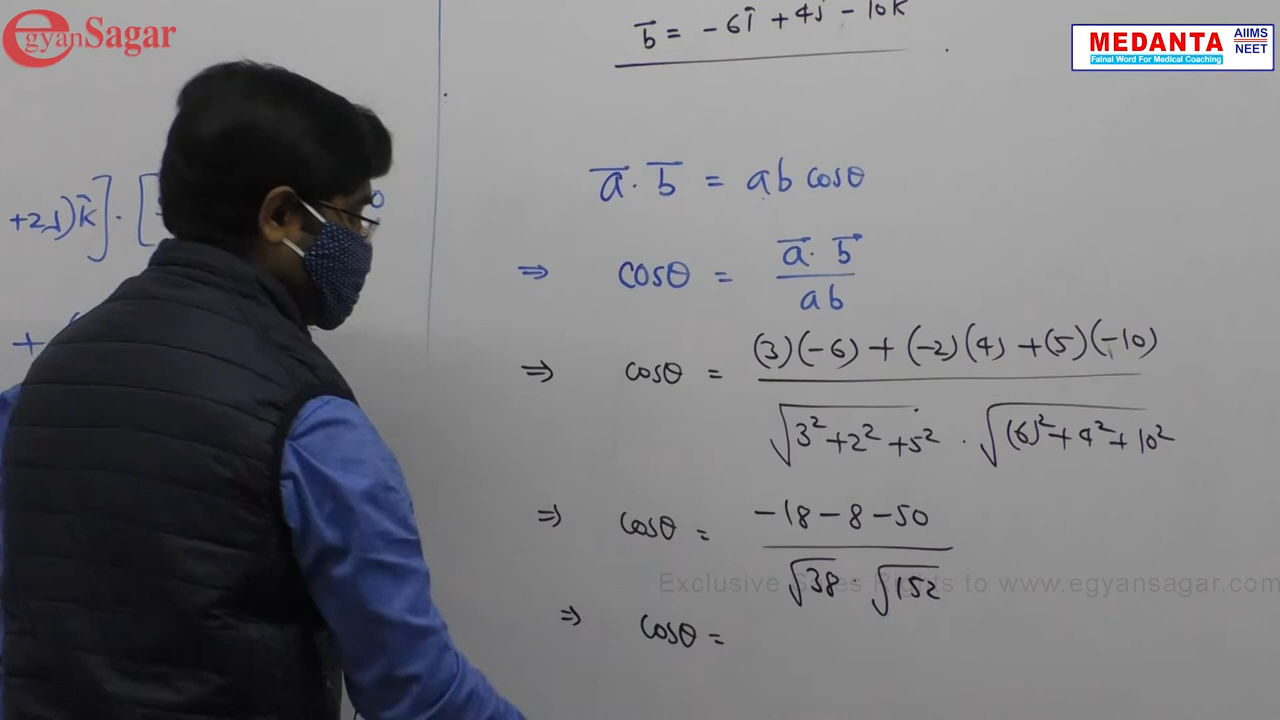 egyanSagar
MEDANTA AIIMS NEET
Fainal Word For Medical Coaching
b⃗ = -6î + 4ĵ - 10k̂
+2λ)k̂] · [
+
a⃗ · b⃗ = ab cosθ
⇒ cosθ = a⃗ · b⃗ / ab
⇒ cosθ = (3)(-6) + (-2)(4) + (5)(-10) / √3²+2²+5² · √(6)²+4²+10²
⇒ cosθ = -18-8-50 / √38 · √152
Exclusive Sales Rights to www.egyansagar.com
⇒ cosθ =